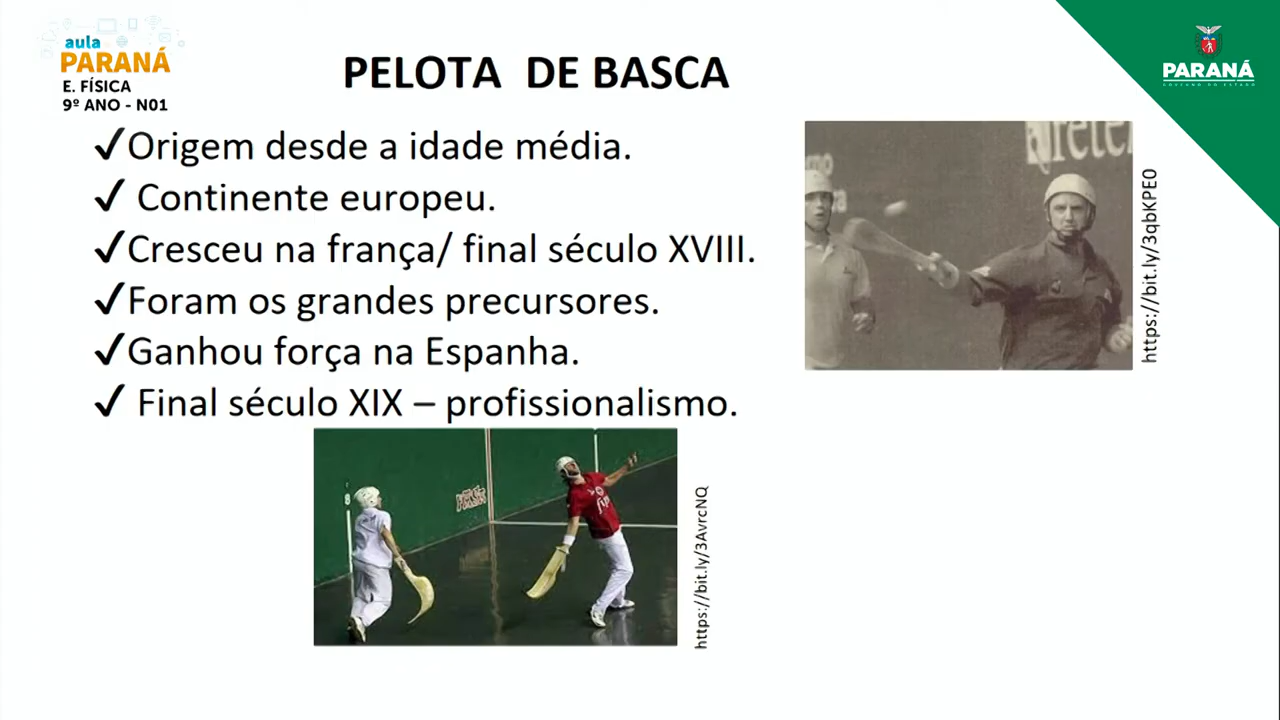 aula
PARANÁ
E. FÍSICA
9º ANO - N01
PELOTA DE BASCA
PARANÁ
GOVERNO DO ESTADO
✓Origem desde a idade média.
✓ Continente europeu.
✓Cresceu na frança/ final século XVIII.
✓Foram os grandes precursores.
✓Ganhou força na Espanha.
✓ Final século XIX – profissionalismo.
https://bit.ly/3qbKPE0
https://bit.ly/3AvrcNQ
8